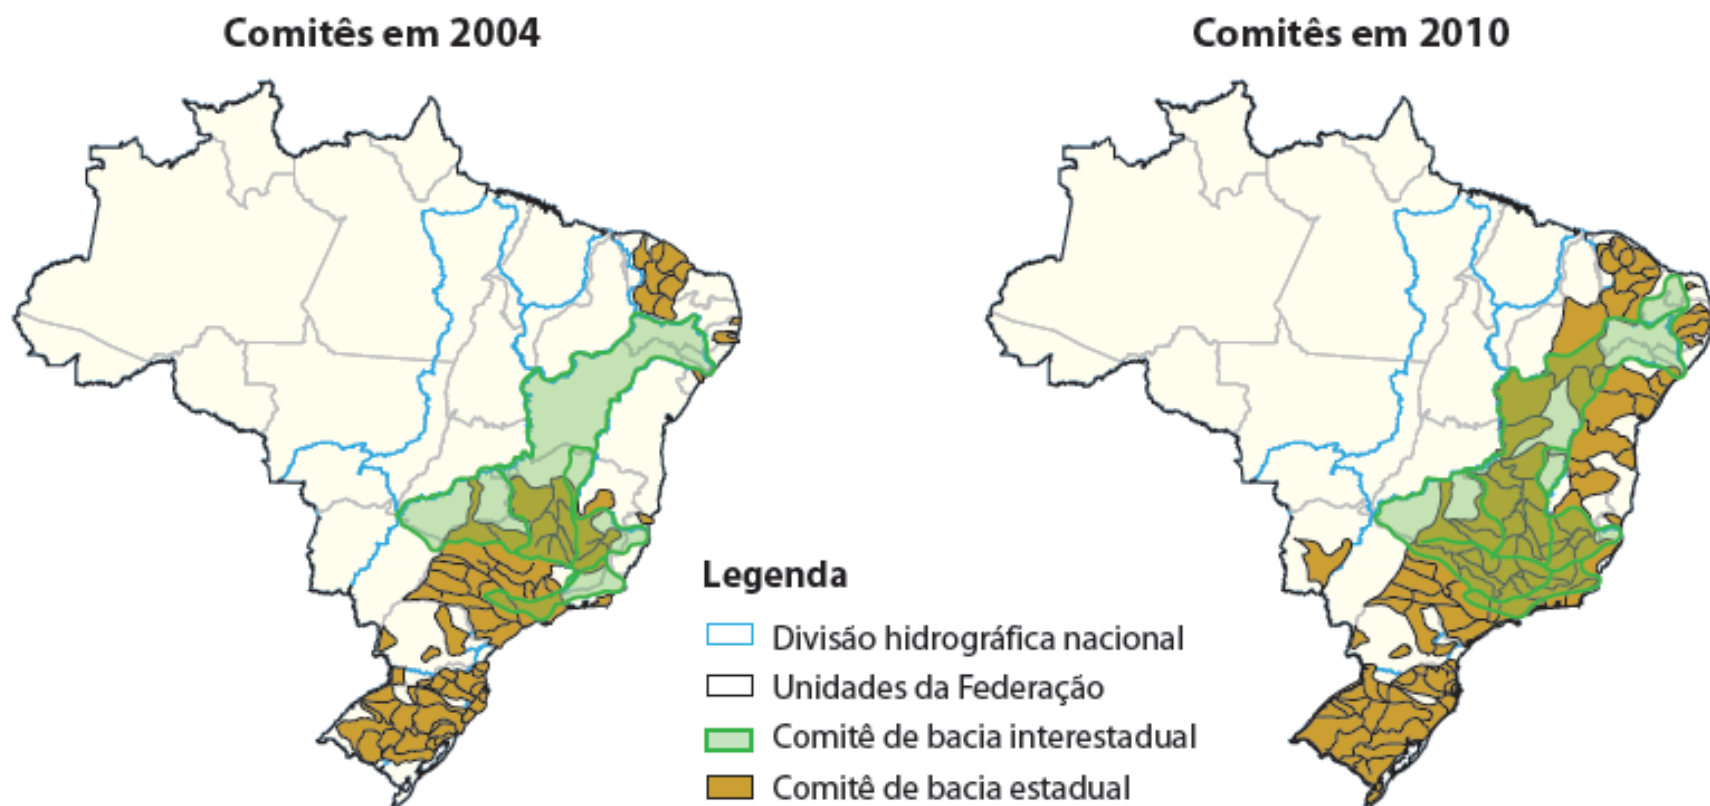 Comitês em 2004
Comitês em 2010
Legenda
Divisão hidrográfica nacional
Unidades da Federação
Comitê de bacia interestadual
Comitê de bacia estadual